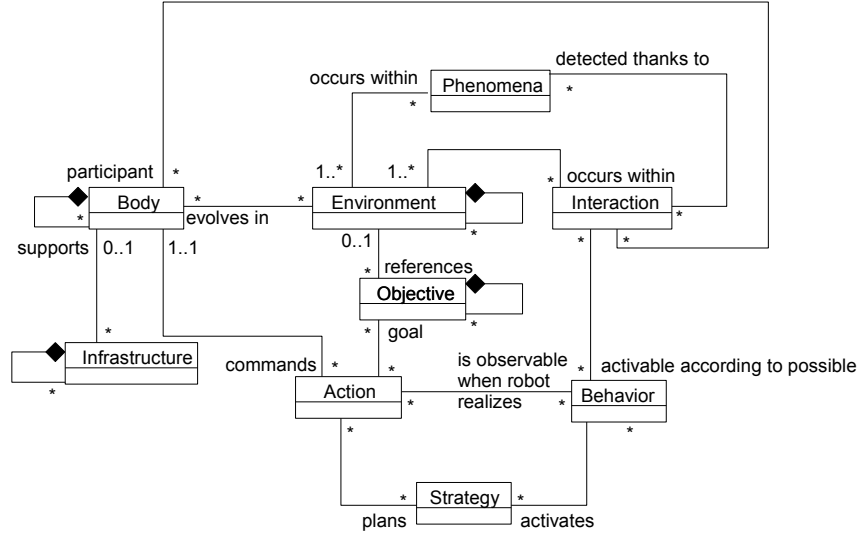 detected thanks to
occurs within
Phenomena
*
*
participant
*
1..*
1..*
*
occurs within
Body
*
*
Environment
Interaction
*
*
evolves in
*
*
*
supports
0..1
1..1
0..1
*
references
Objective
*
*
goal
*
Infrastructure
*
commands
*
*
is observable
when robot
realizes
*
activable according to possible
Action
*
*
Behavior
*
*
*
Strategy
*
plans
activates